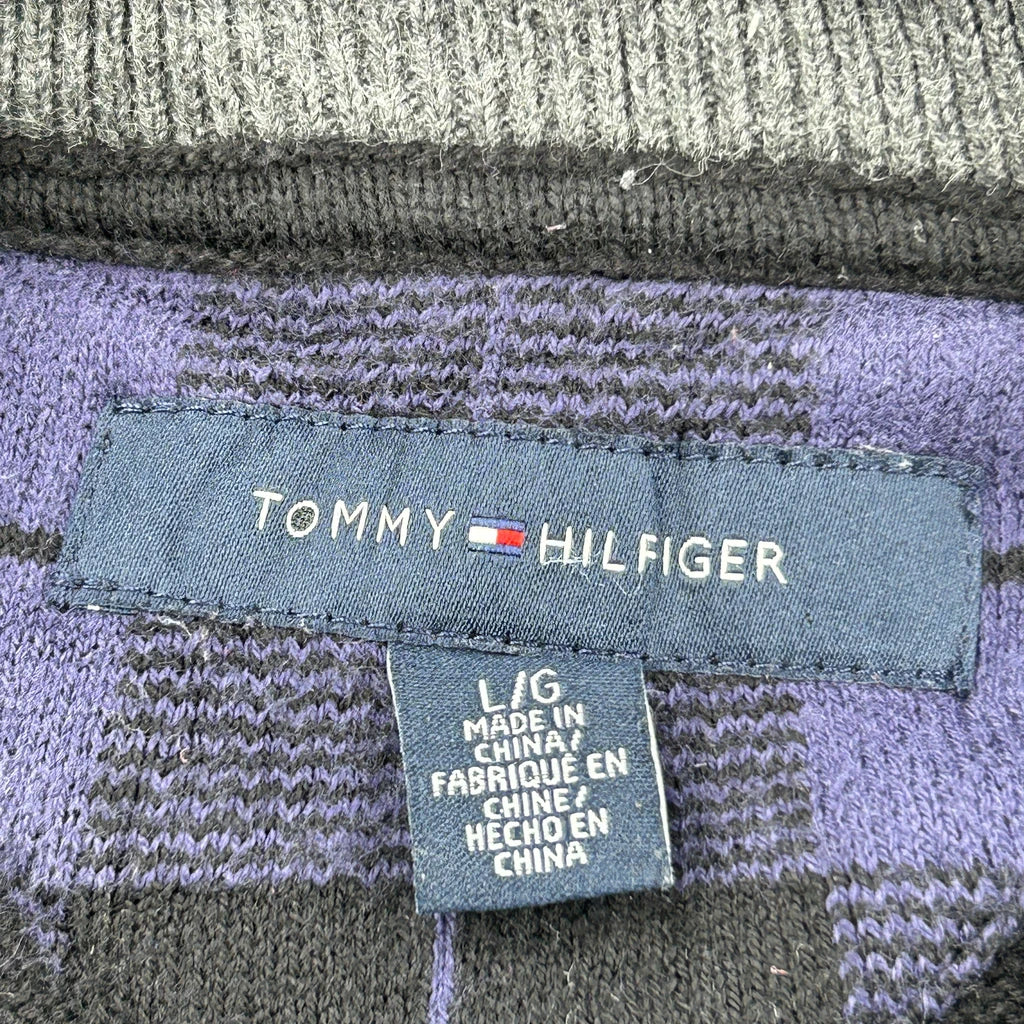 TOMMY HILFIGER
L/G
MADE IN
CHINA/
FABRIQUÉ EN
CHINE/
HECHO EN
CHINA